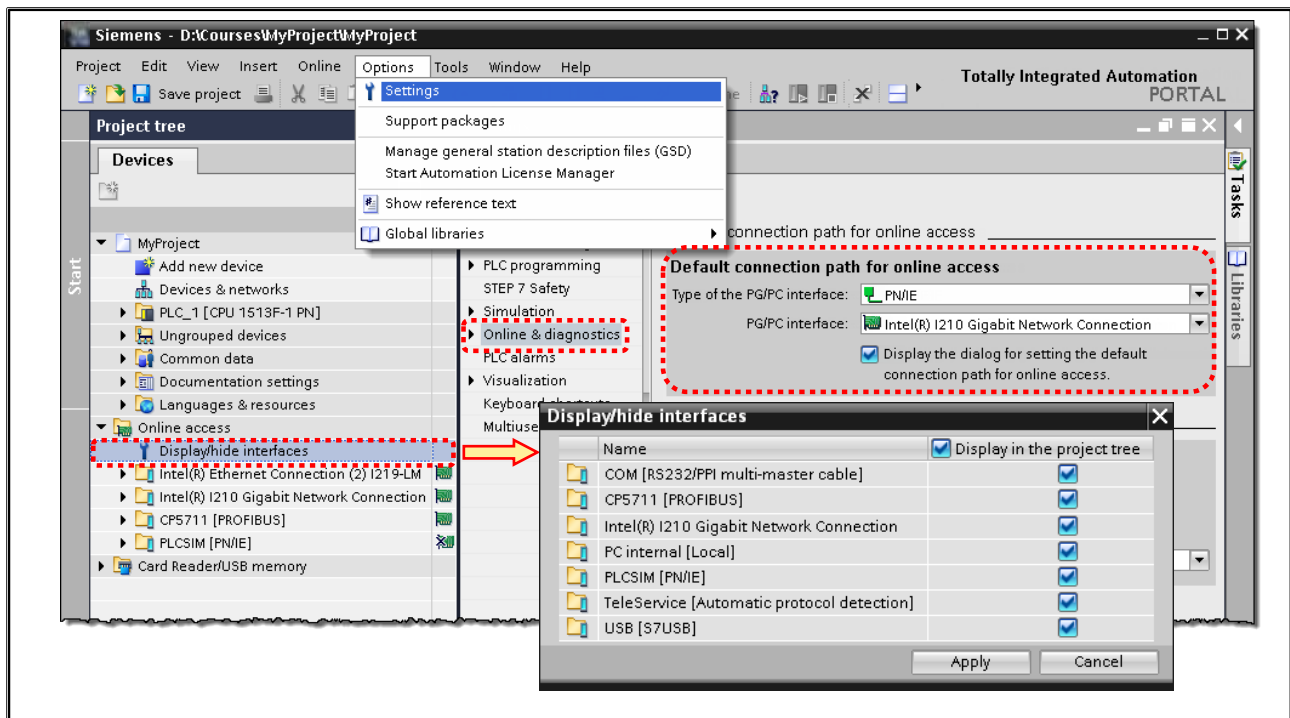 Siemens - D:\Courses\MyProject\MyProject
Project Edit View Insert Online Options Tools Window Help
Totally Integrated Automation
PORTAL
Save project
Settings
Support packages
Manage general station description files (GSD)
Start Automation License Manager
Show reference text
Global libraries
Project tree
Devices
Start
MyProject
Add new device
Devices & networks
PLC_1 [CPU 1513F-1 PN]
Ungrouped devices
Common data
Documentation settings
Languages & resources
Online access
Display/hide interfaces
Intel(R) Ethernet Connection (2) I219-LM
Intel(R) I210 Gigabit Network Connection
CP5711 [PROFIBUS]
PLCSIM [PN/IE]
Card Reader/USB memory
PLC programming
STEP 7 Safety
Simulation
Online & diagnostics
PLC alarms
Visualization
Keyboard shortcuts
Multiuse
connection path for online access
Default connection path for online access
Type of the PG/PC interface: PN/IE
PG/PC interface: Intel(R) I210 Gigabit Network Connection
Display the dialog for setting the default
connection path for online access.
Tasks
Libraries
Display/hide interfaces
Name Display in the project tree
COM [RS232/PPI multi-master cable]
CP5711 [PROFIBUS]
Intel(R) I210 Gigabit Network Connection
PC internal [Local]
PLCSIM [PN/IE]
TeleService [Automatic protocol detection]
USB [S7USB]
Apply Cancel